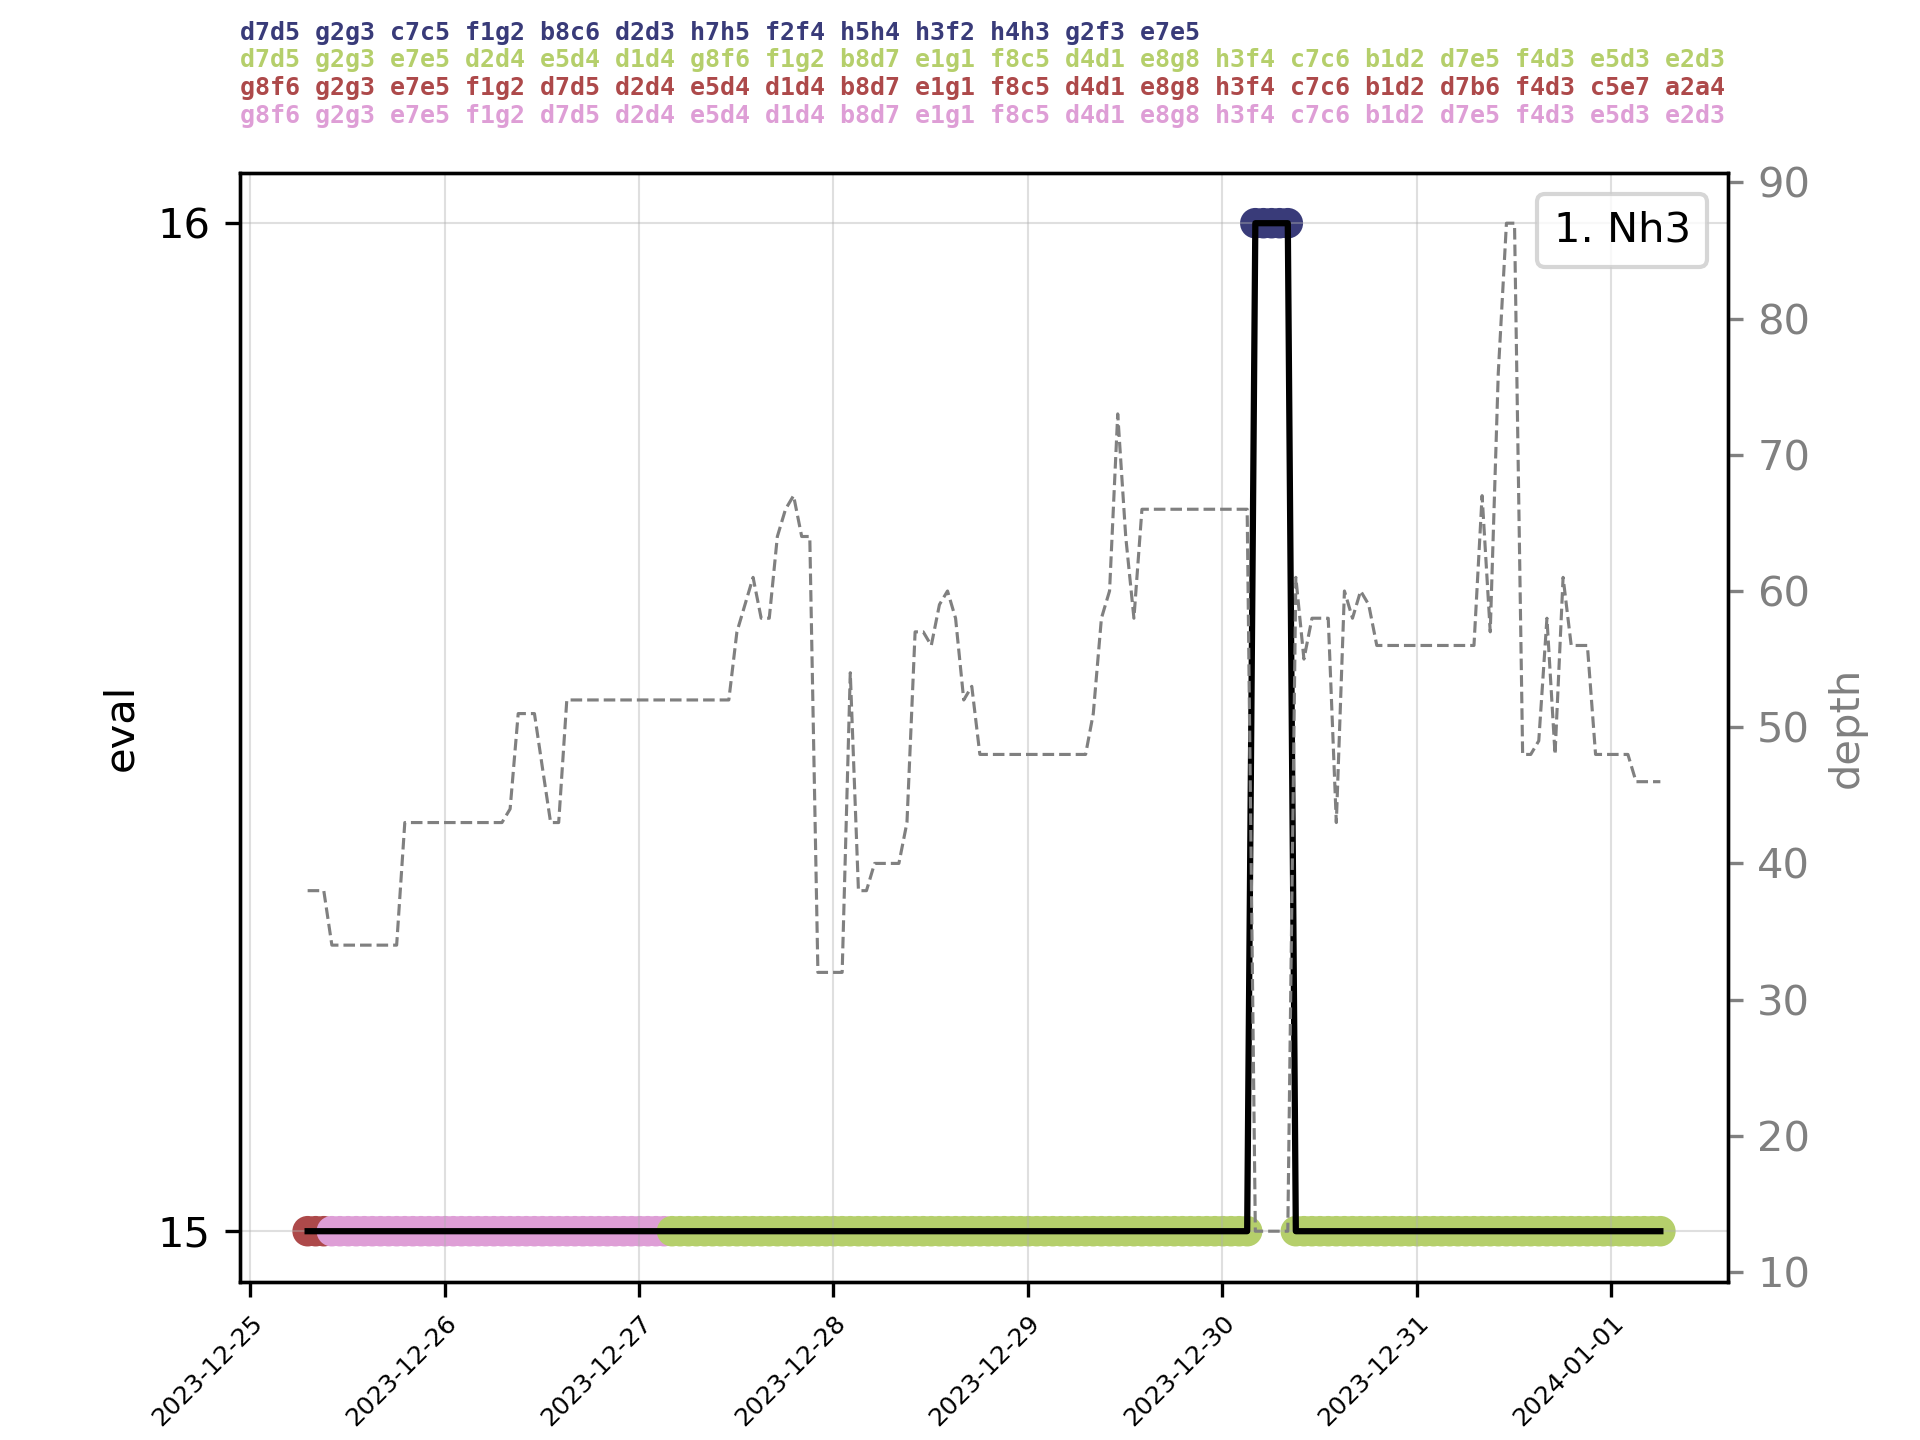 d7d5 g2g3 c7c5 f1g2 b8c6 d2d3 h7h5 f2f4 h5h4 h3f2 h4h3 g2f3 e7e5
d7d5 g2g3 e7e5 d2d4 e5d4 d1d4 g8f6 f1g2 b8d7 e1g1 f8c5 d4d1 e8g8 h3f4 c7c6 b1d2 d7e5 f4d3 e5d3 e2d3
g8f6 g2g3 e7e5 f1g2 d7d5 d2d4 e5d4 d1d4 b8d7 e1g1 f8c5 d4d1 e8g8 h3f4 c7c6 b1d2 d7b6 f4d3 c5e7 a2a4
g8f6 g2g3 e7e5 f1g2 d7d5 d2d4 e5d4 d1d4 b8d7 e1g1 f8c5 d4d1 e8g8 h3f4 c7c6 b1d2 d7e5 f4d3 e5d3 e2d3
1. Nh3
16
15
eval
90
80
70
60
50
40
30
20
10
depth
2023-12-25
2023-12-26
2023-12-27
2023-12-28
2023-12-29
2023-12-30
2023-12-31
2024-01-01